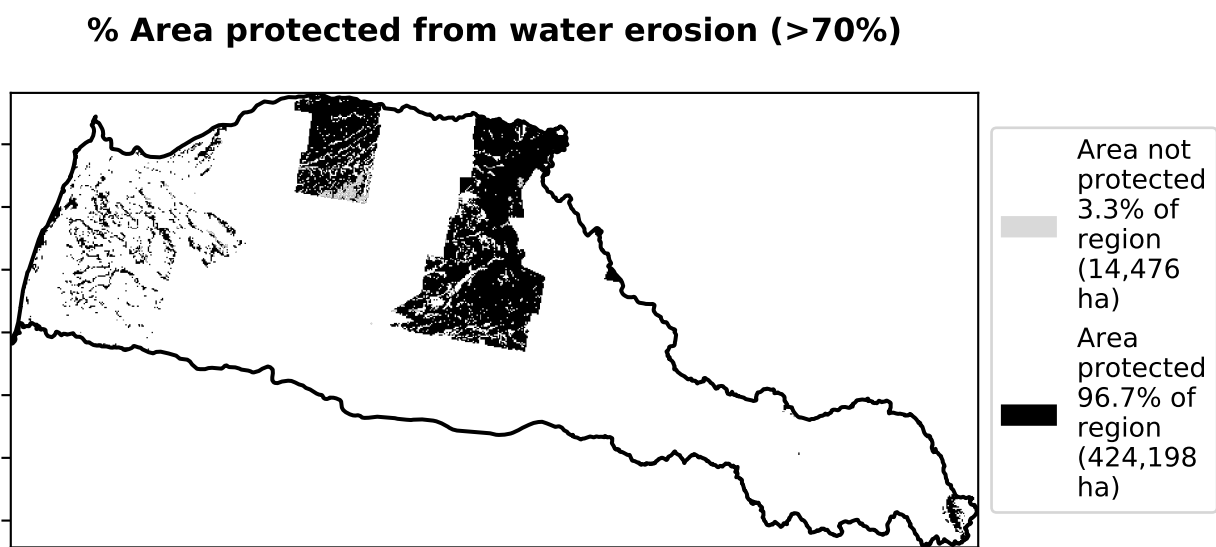 % Area protected from water erosion (>70%)
Area not
protected
3.3% of
region
(14,476
ha)
Area
protected
96.7% of
region
(424,198
ha)